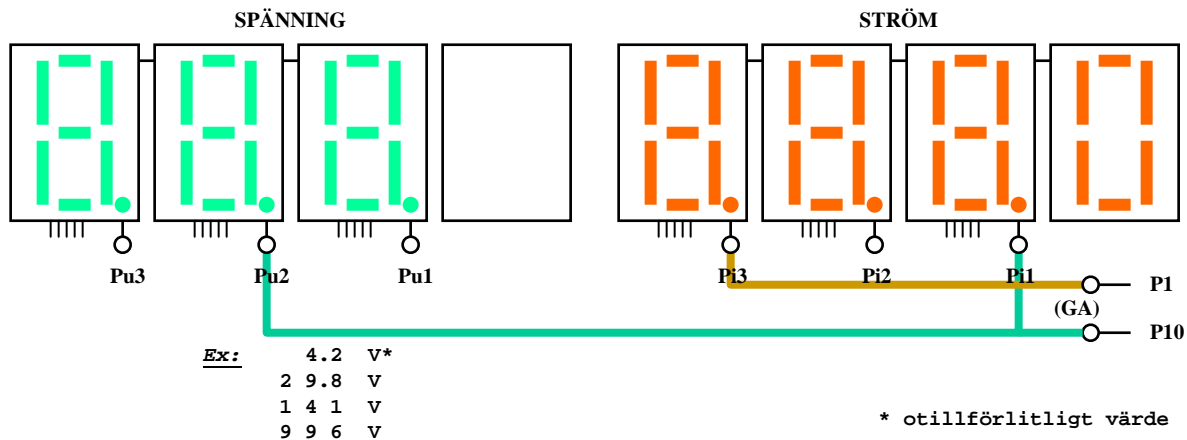 SPÄNNING
STRÖM
Pu3
Pu2
Pu1
Pi3
Pi2
Pi1
P1
(GA)
P10
Ex: 4.2 V*
2 9.8 V
1 4 1 V
9 9 6 V
* otillförlitligt värde